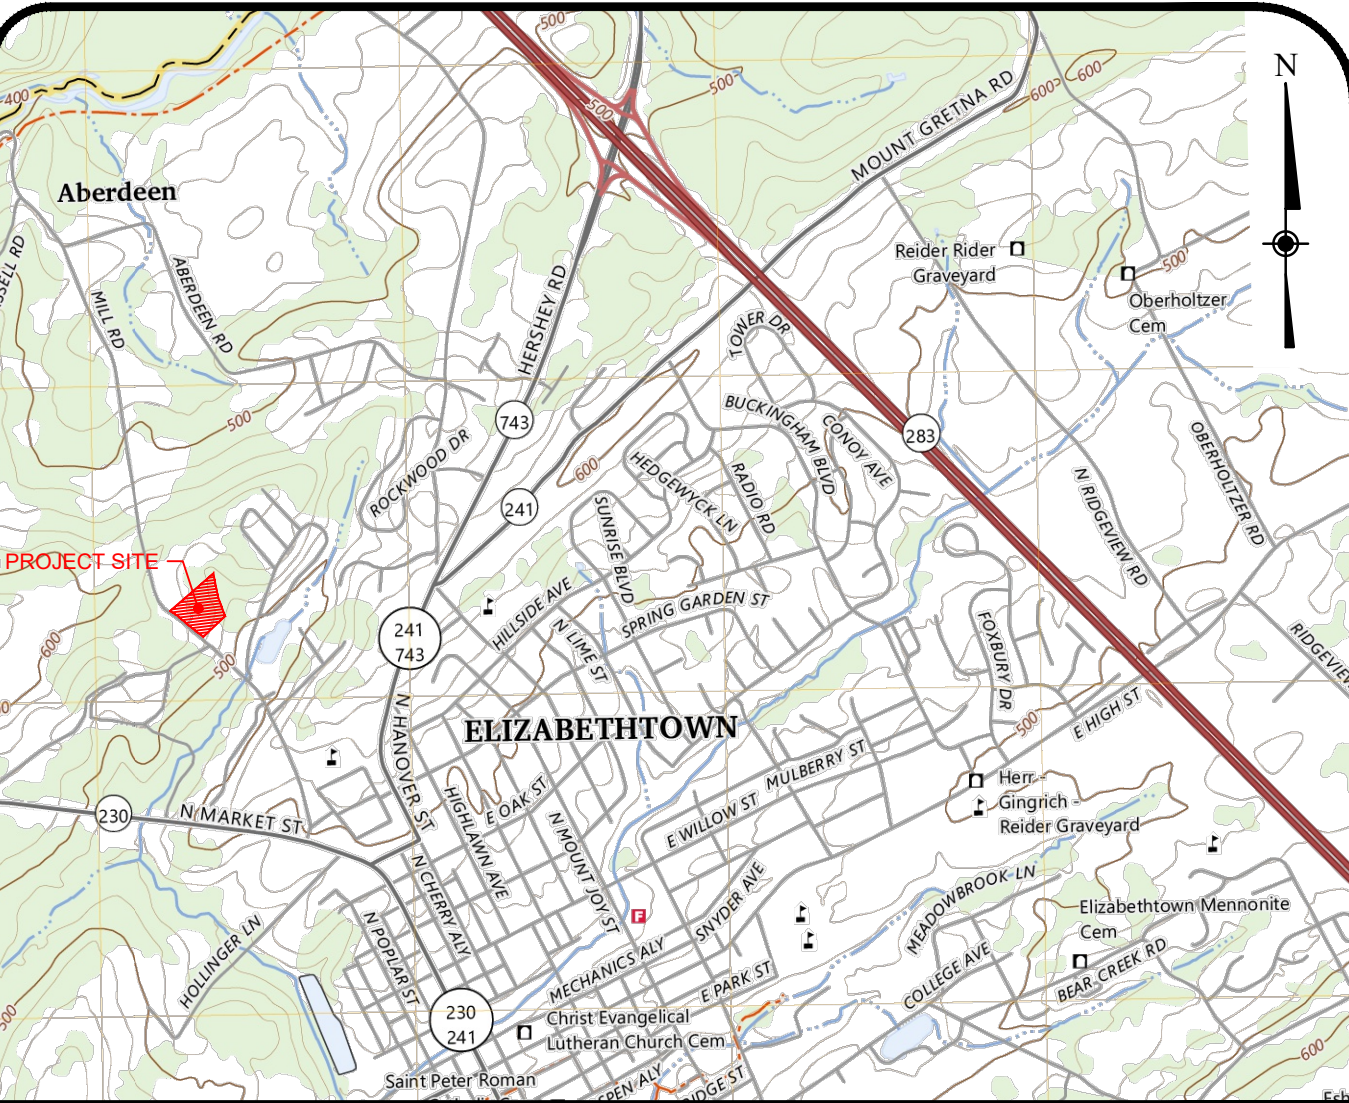 500
N
400
500
600
600
500
MOUNT GRETNA RD
Aberdeen
Reider Rider
Graveyard
500
Oberholtzer
Cem
MILL RD
ABERDEEN RD
HERSHEY RD
TOWER DR
500
743
BUCKINGHAM BLVD
CONOY AVE
283
OBERHOLTZER RD
ROCKWOOD DR
600
HEDGEWYCK LN
RADIO RD
N RIDGEVIEW RD
241
SUNRISE BLVD
PROJECT SITE
HILLSIDE AVE
SPRING GARDEN ST
N LIME ST
FOXBURY DR
241
743
600
500
N HANOVER ST
ELIZABETHTOWN
500
E HIGH ST
MULBERRY ST
Herr -
Gingrich -
Reider Graveyard
230
N MARKET ST
HIGHLAWN AVE
E OAK ST
E WILLOW ST
N MOUNT JOY ST
N CHERRY ALY
SNYDER AVE
MEADOWBROOK LN
Elizabethtown Mennonite
Cem
F
N POPLAR ST
HOLLINGER LN
MECHANICS ALY
E PARK ST
COLLEGE AVE
BEAR CREEK RD
500
230
241
Christ Evangelical
Lutheran Church Cem
600
Saint Peter Roman